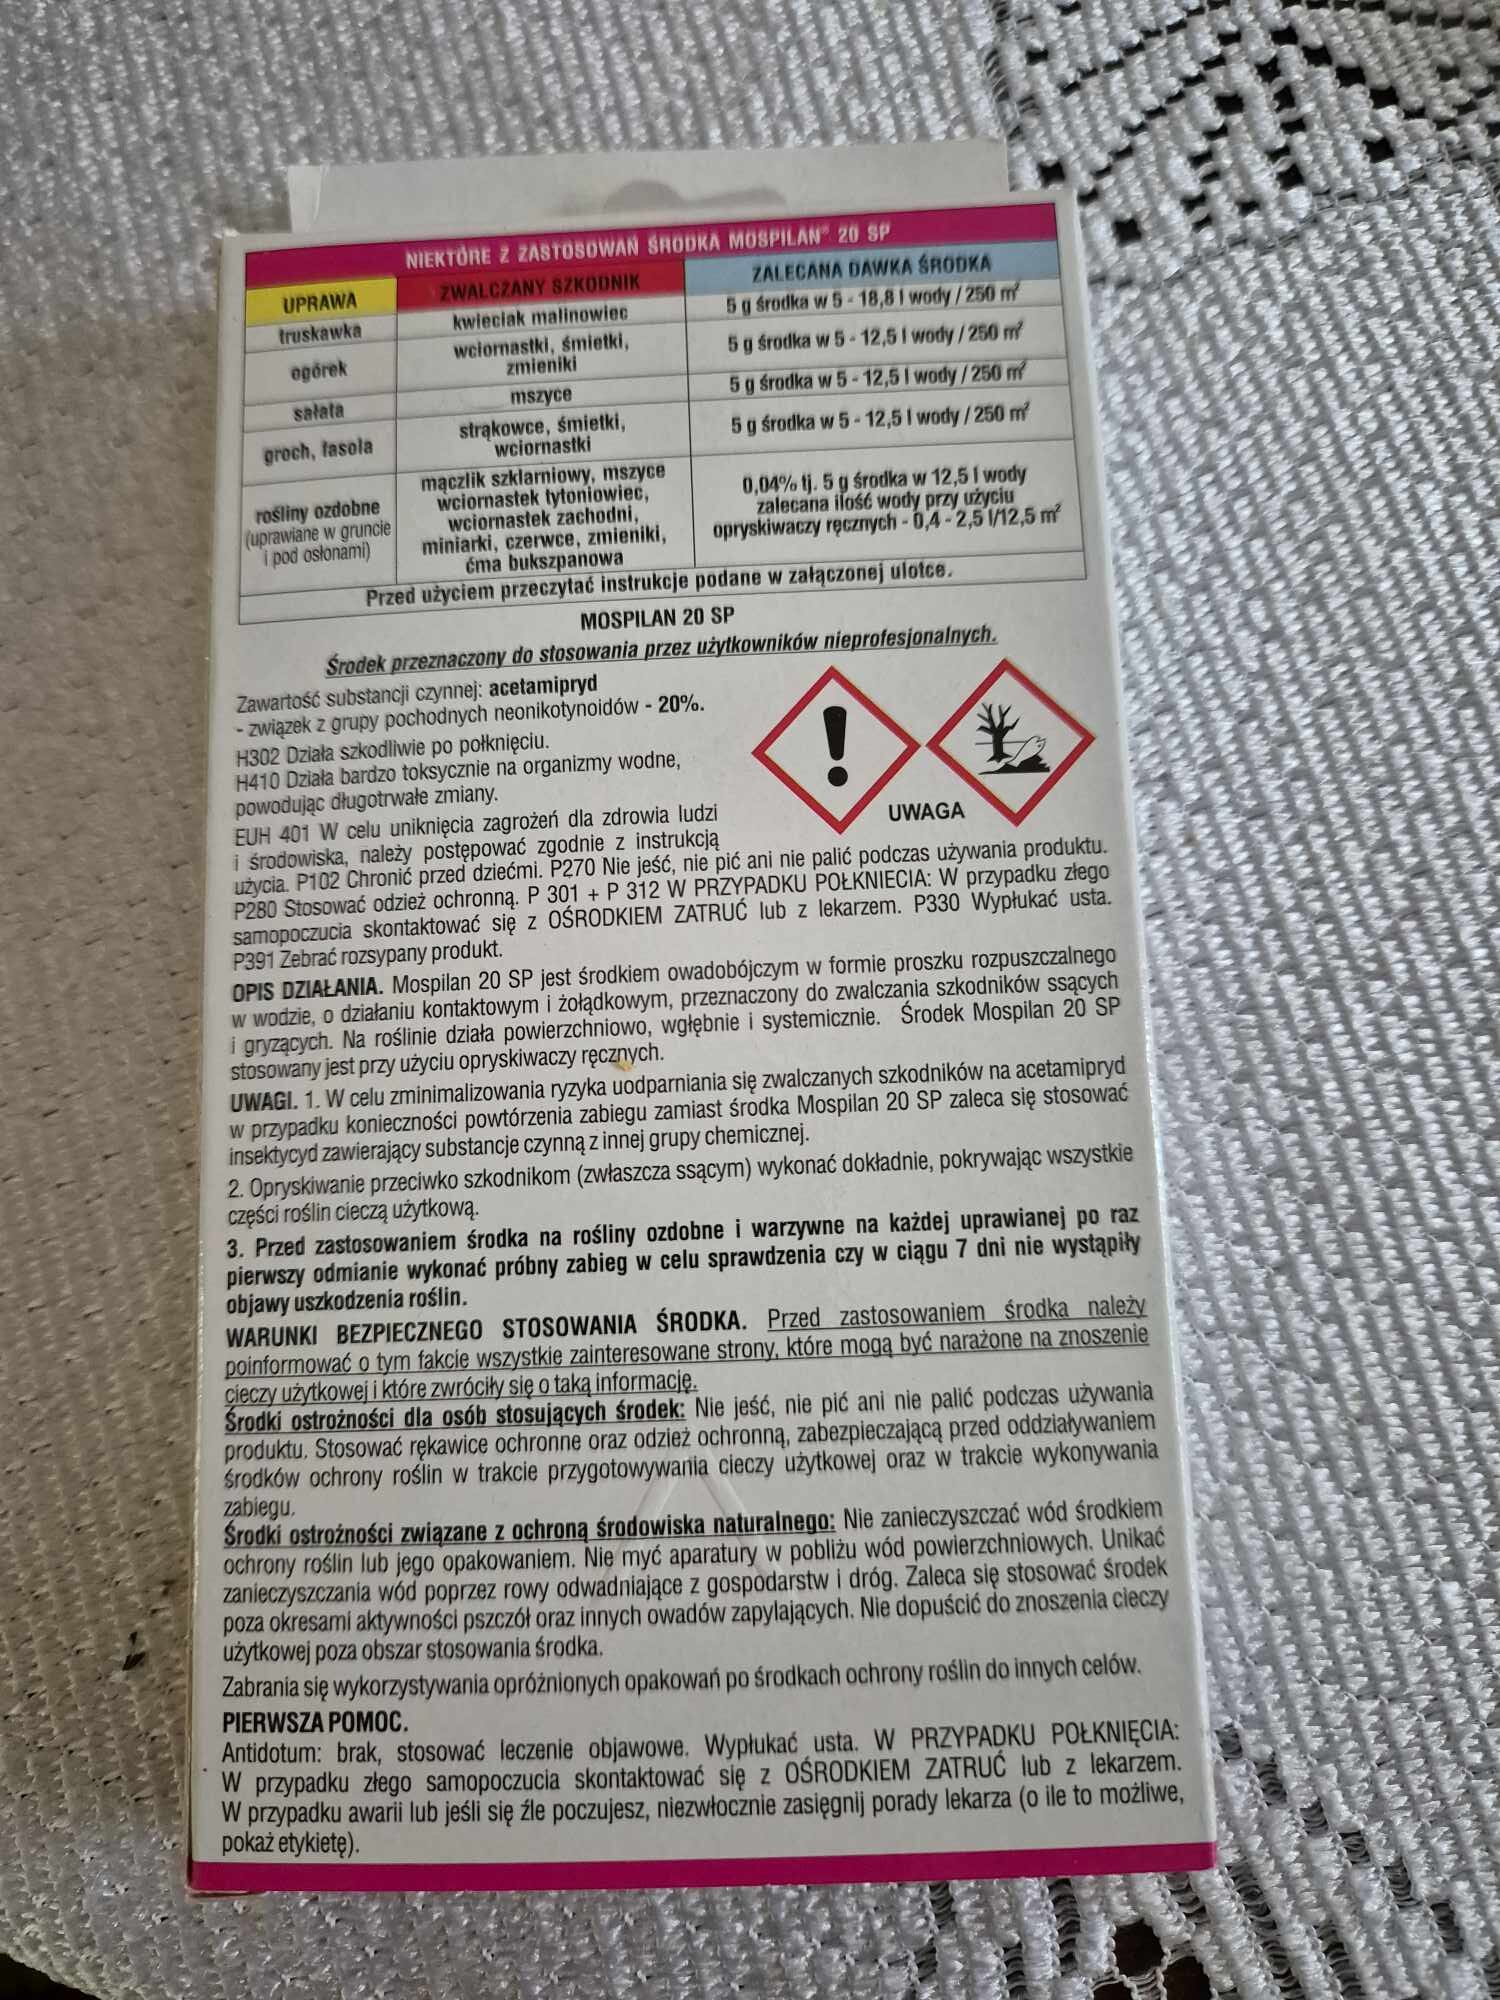 NIEKTÓRE Z ZASTOSOWAŃ ŚRODKA MOSPILAN® 20 SP
UPRAWA
ZWALCZANY SZKODNIK
ZALECANA DAWKA ŚRODKA
truskawka
kwieciak malinowiec
5 g środka w 5 - 18,8 l wody / 250 m²
ogórek
wciornastki, śmietki,
zmieniki
5 g środka w 5 - 12,5 l wody / 250 m²
sałata
mszyce
5 g środka w 5 - 12,5 l wody / 250 m²
groch, fasola
strąkowce, śmietki,
wciornastki
5 g środka w 5 - 12,5 l wody / 250 m²
rośliny ozdobne
(uprawiane w gruncie
i pod osłonami)
mączlik szklarniowy, mszyce
wciornastek tytoniowiec,
wciornastek zachodni,
miniarki, czerwce, zmieniki,
ćma bukszpanowa
0,04% tj. 5 g środka w 12,5 l wody
zalecana ilość wody przy użyciu
opryskiwaczy ręcznych - 0,4 - 2,5 l/12,5 m²
Przed użyciem przeczytać instrukcje podane w załączonej ulotce.
MOSPILAN 20 SP
Środek przeznaczony do stosowania przez użytkowników nieprofesjonalnych.
Zawartość substancji czynnej: acetamipryd
- związek z grupy pochodnych neonikotynoidów - 20%.
H302 Działa szkodliwie po połknięciu.
H410 Działa bardzo toksycznie na organizmy wodne,
powodując długotrwałe zmiany.
UWAGA
EUH 401 W celu uniknięcia zagrożeń dla zdrowia ludzi
i środowiska, należy postępować zgodnie z instrukcją
użycia. P102 Chronić przed dziećmi. P270 Nie jeść, nie pić ani nie palić podczas używania produktu.
P280 Stosować odzież ochronną. P 301 + P 312 W PRZYPADKU POŁKNIECIA: W przypadku złego
samopoczucia skontaktować się z OŚRODKIEM ZATRUĆ lub z lekarzem. P330 Wypłukać usta.
P391 Zebrać rozsypany produkt.
OPIS DZIAŁANIA. Mospilan 20 SP jest środkiem owadobójczym w formie proszku rozpuszczalnego
w wodzie, o działaniu kontaktowym i żołądkowym, przeznaczony do zwalczania szkodników ssących
i gryzących. Na roślinie działa powierzchniowo, wgłębnie i systemicznie. Środek Mospilan 20 SP
stosowany jest przy użyciu opryskiwaczy ręcznych.
UWAGI. 1. W celu zminimalizowania ryzyka uodparniania się zwalczanych szkodników na acetamipryd
w przypadku konieczności powtórzenia zabiegu zamiast środka Mospilan 20 SP zaleca się stosować
insektycyd zawierający substancje czynną z innej grupy chemicznej.
2. Opryskiwanie przeciwko szkodnikom (zwłaszcza ssącym) wykonać dokładnie, pokrywając wszystkie
części roślin cieczą użytkową.
3. Przed zastosowaniem środka na rośliny ozdobne i warzywne na każdej uprawianej po raz
pierwszy odmianie wykonać próbny zabieg w celu sprawdzenia czy w ciągu 7 dni nie wystąpiły
objawy uszkodzenia roślin.
WARUNKI BEZPIECZNEGO STOSOWANIA ŚRODKA. Przed zastosowaniem środka należy
poinformować o tym fakcie wszystkie zainteresowane strony, które mogą być narażone na znoszenie
cieczy użytkowej i które zwróciły się o taką informację.
Środki ostrożności dla osób stosujących środek: Nie jeść, nie pić ani nie palić podczas używania
produktu. Stosować rękawice ochronne oraz odzież ochronną, zabezpieczającą przed oddziaływaniem
środków ochrony roślin w trakcie przygotowywania cieczy użytkowej oraz w trakcie wykonywania
zabiegu.
Środki ostrożności związane z ochroną środowiska naturalnego: Nie zanieczyszczać wód środkiem
ochrony roślin lub jego opakowaniem. Nie myć aparatury w pobliżu wód powierzchniowych. Unikać
zanieczyszczania wód poprzez rowy odwadniające z gospodarstw i dróg. Zaleca się stosować środek
poza okresami aktywności pszczół oraz innych owadów zapylających. Nie dopuścić do znoszenia cieczy
użytkowej poza obszar stosowania środka.
Zabrania się wykorzystywania opróżnionych opakowań po środkach ochrony roślin do innych celów.
PIERWSZA POMOC.
Antidotum: brak, stosować leczenie objawowe. Wypłukać usta. W PRZYPADKU POŁKNIĘCIA:
W przypadku złego samopoczucia skontaktować się z OŚRODKIEM ZATRUĆ lub z lekarzem.
W przypadku awarii lub jeśli się źle poczujesz, niezwłocznie zasięgnij porady lekarza (o ile to możliwe,
pokaż etykietę).